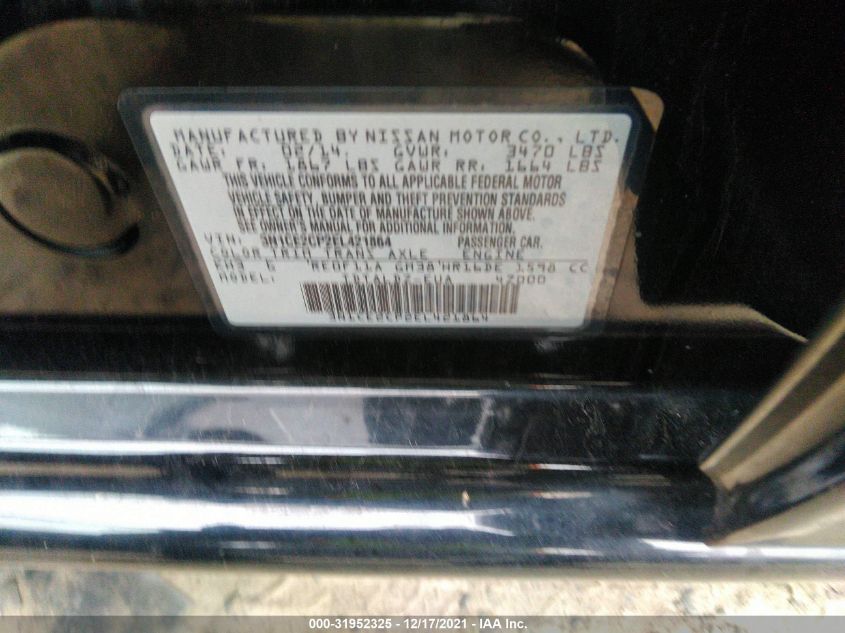 MANUFACTURED BY NISSAN MOTOR CO., LTD.
DATE: 02/14. GVWR: 3470 LBS
GAWR FR. 1867 LBS GAWR RR. 1664 LBS
THIS VEHICLE CONFORMS TO ALL APPLICABLE FEDERAL MOTOR
VEHICLE SAFETY, BUMPER AND THEFT PREVENTION STANDARDS
IN EFFECT ON THE DATE OF MANUFACTURE SHOWN ABOVE.
SEE OWNER'S MANUAL FOR ADDITIONAL INFORMATION.
VIN: 3N1CE2CP2EL421864 PASSENGER CAR.
COLOR TRIM TRANS AXLE ENGINE
G RE0F11A GM38 HR16DE 1598 CC
MODEL: 47000
3N1CE2CP2EL421864
000-31952325 - 12/17/2021 - IAA Inc.